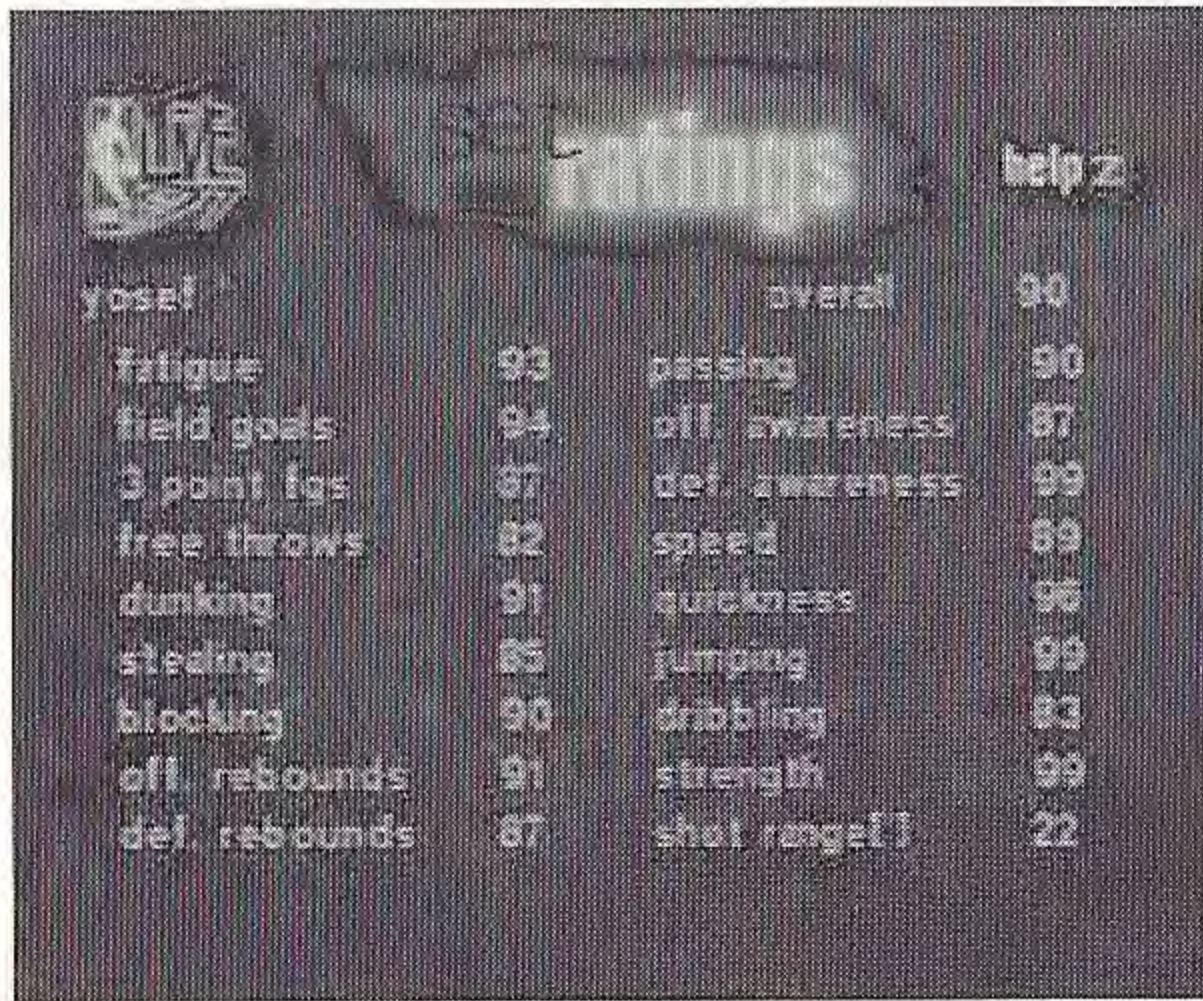 set ratings
help z
yosef overall 90
fatigue 93 passing 90
field goals 94 off. awareness 87
3 point fgs 87 def. awareness 99
free throws 82 speed 89
dunking 91 quickness 96
stealing 85 jumping 99
blocking 90 dribbling 83
off. rebounds 91 strength 99
def. rebounds 87 shot range(') 22